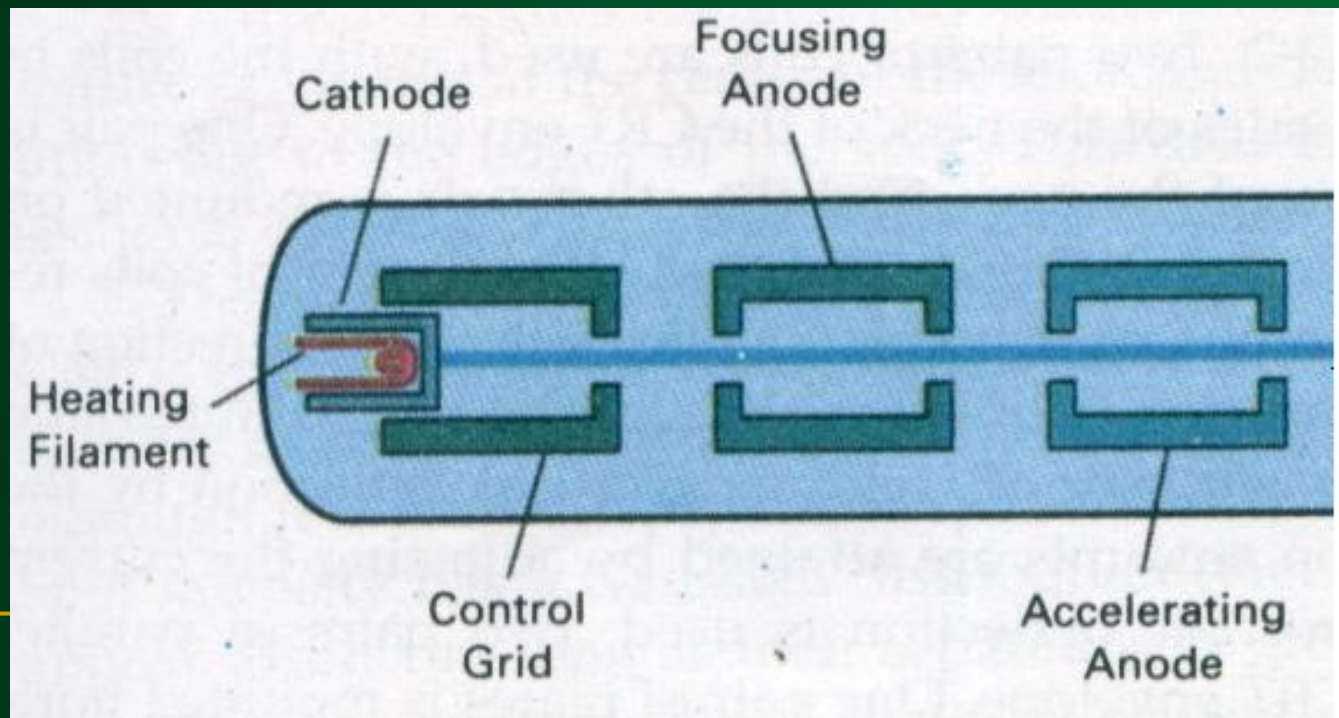 Focusing
Anode
Cathode
Heating
Filament
Control
Grid
Accelerating
Anode